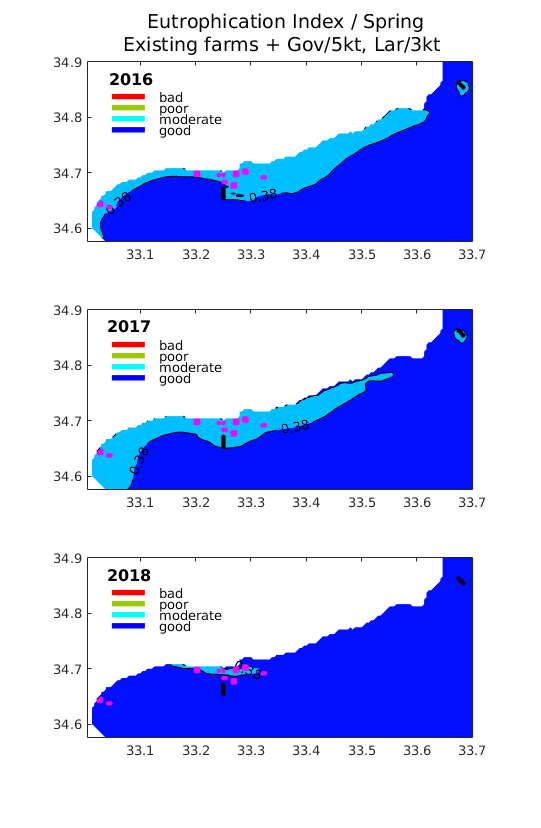 Eutrophication Index / Spring
Existing farms + Gov/5kt, Lar/3kt
34.9
2016
bad
poor
34.8
moderate
good
34.7
0.38
0.38
34.6
33.1 33.2 33.3 33.4 33.5 33.6 33.7
34.9
2017
bad
poor
34.8
moderate
good
34.7
0.38
0.38
34.6
33.1 33.2 33.3 33.4 33.5 33.6 33.7
34.9
2018
bad
poor
34.8
moderate
good
34.7
0.38
34.6
33.1 33.2 33.3 33.4 33.5 33.6 33.7